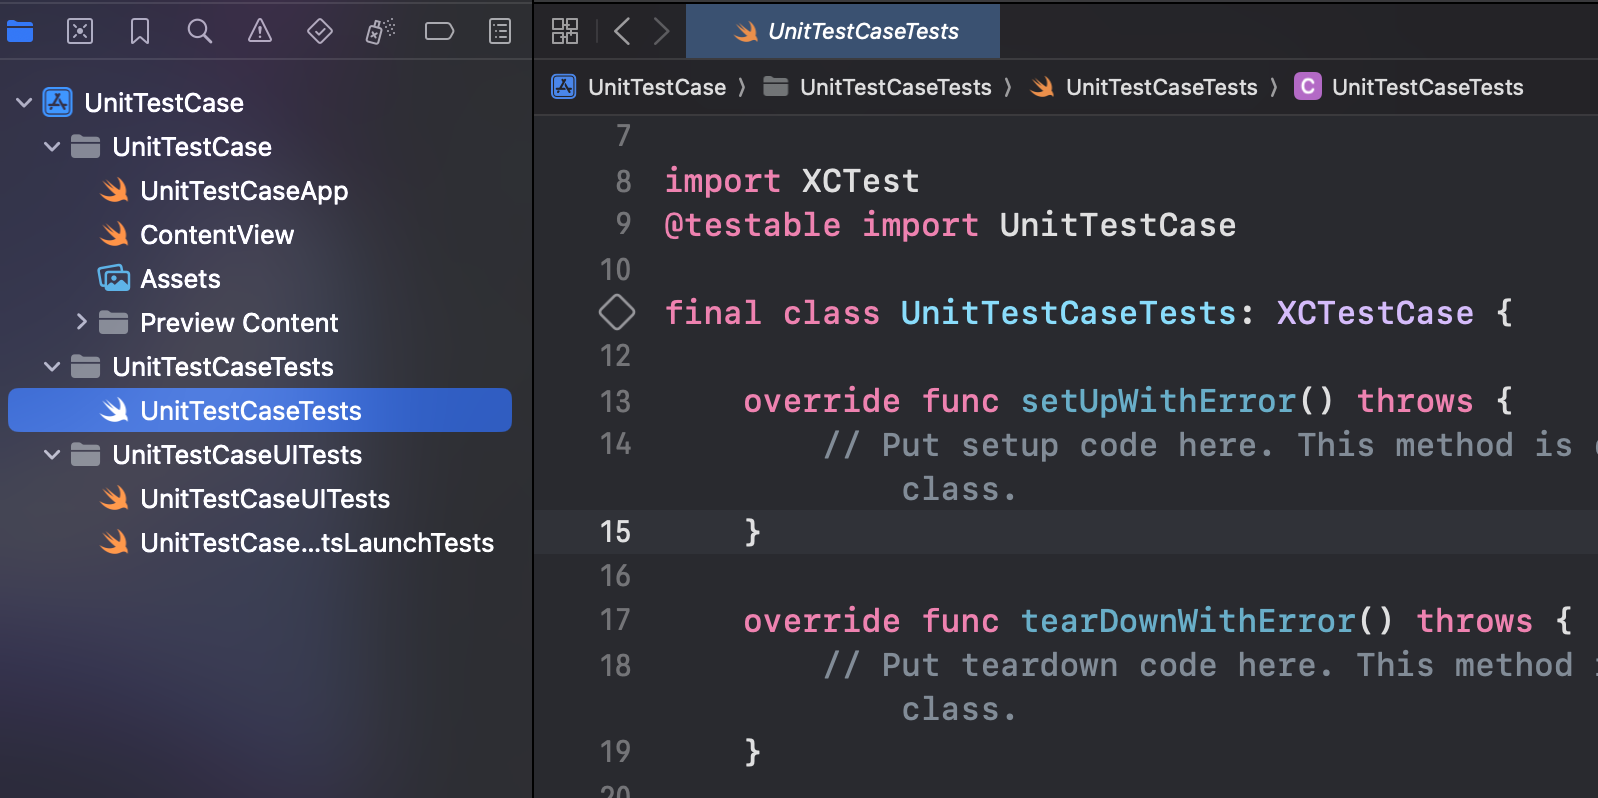 UnitTestCase
UnitTestCase
UnitTestCaseApp
ContentView
Assets
Preview Content
UnitTestCaseTests
UnitTestCaseTests
UnitTestCaseUITests
UnitTestCaseUITests
UnitTestCase...tsLaunchTests
UnitTestCaseTests
UnitTestCase 〉 UnitTestCaseTests 〉 UnitTestCaseTests 〉 C UnitTestCaseTests
7
8 import XCTest
9 @testable import UnitTestCase
10
final class UnitTestCaseTests: XCTestCase {
12
13 override func setUpWithError() throws {
14 // Put setup code here. This method is
class.
15 }
16
17 override func tearDownWithError() throws {
18 // Put teardown code here. This method
class.
19 }
20